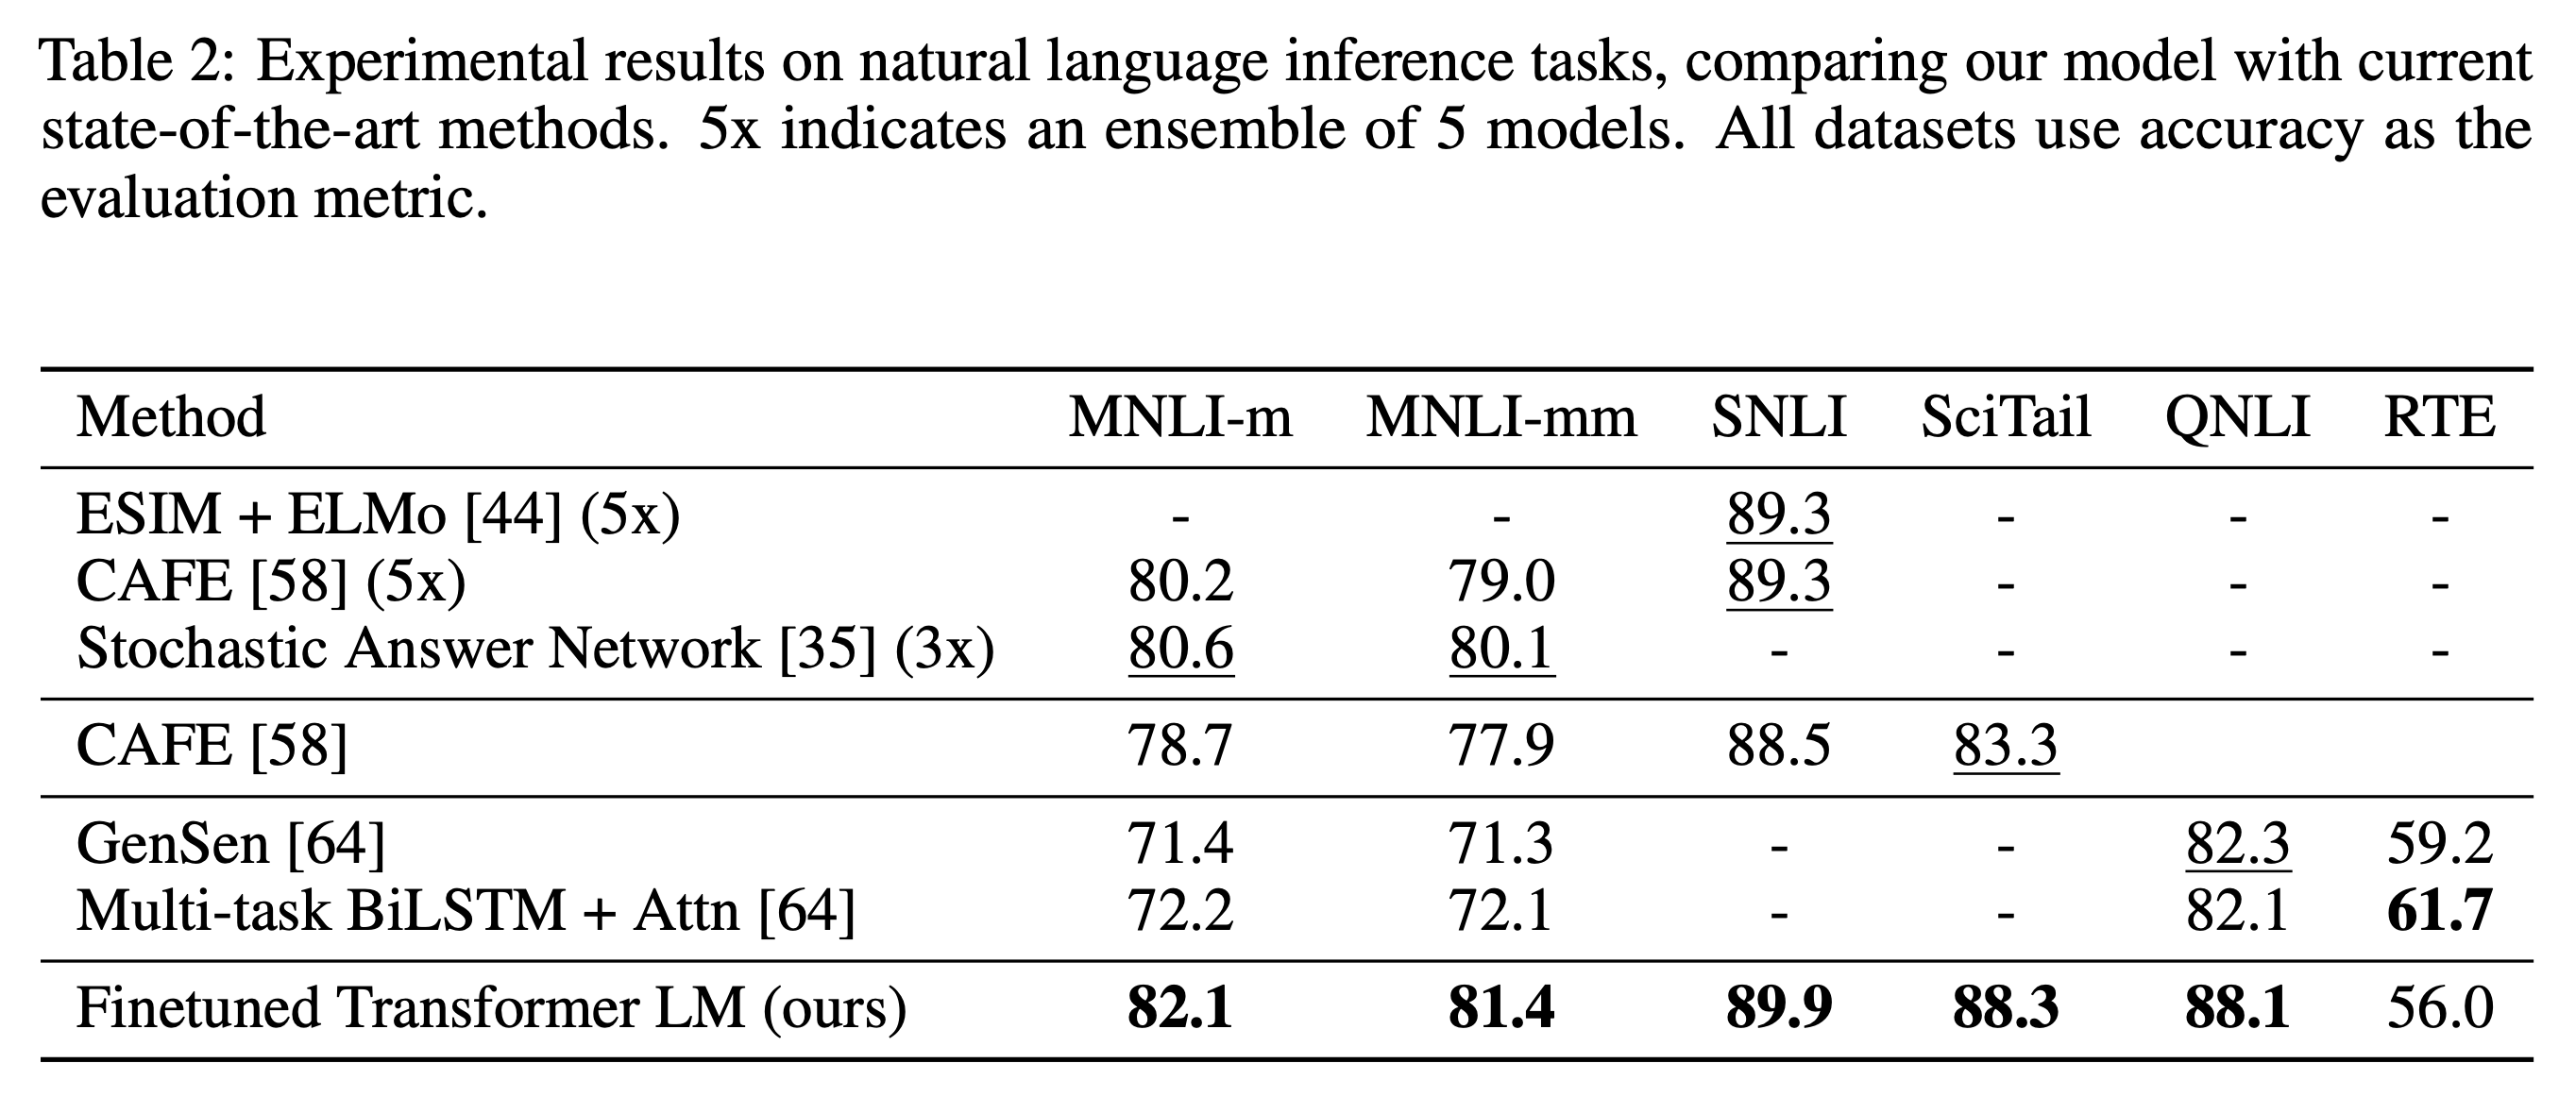 Table 2: Experimental results on natural language inference tasks, comparing our model with current
state-of-the-art methods. 5x indicates an ensemble of 5 models. All datasets use accuracy as the
evaluation metric.
Method MNLI-m MNLI-mm SNLI SciTail QNLI RTE
ESIM + ELMo [44] (5x) - - 89.3 - - -
CAFE [58] (5x) 80.2 79.0 89.3 - - -
Stochastic Answer Network [35] (3x) 80.6 80.1 - - - -
CAFE [58] 78.7 77.9 88.5 83.3
GenSen [64] 71.4 71.3 - - 82.3 59.2
Multi-task BiLSTM + Attn [64] 72.2 72.1 - - 82.1 61.7
Finetuned Transformer LM (ours) 82.1 81.4 89.9 88.3 88.1 56.0